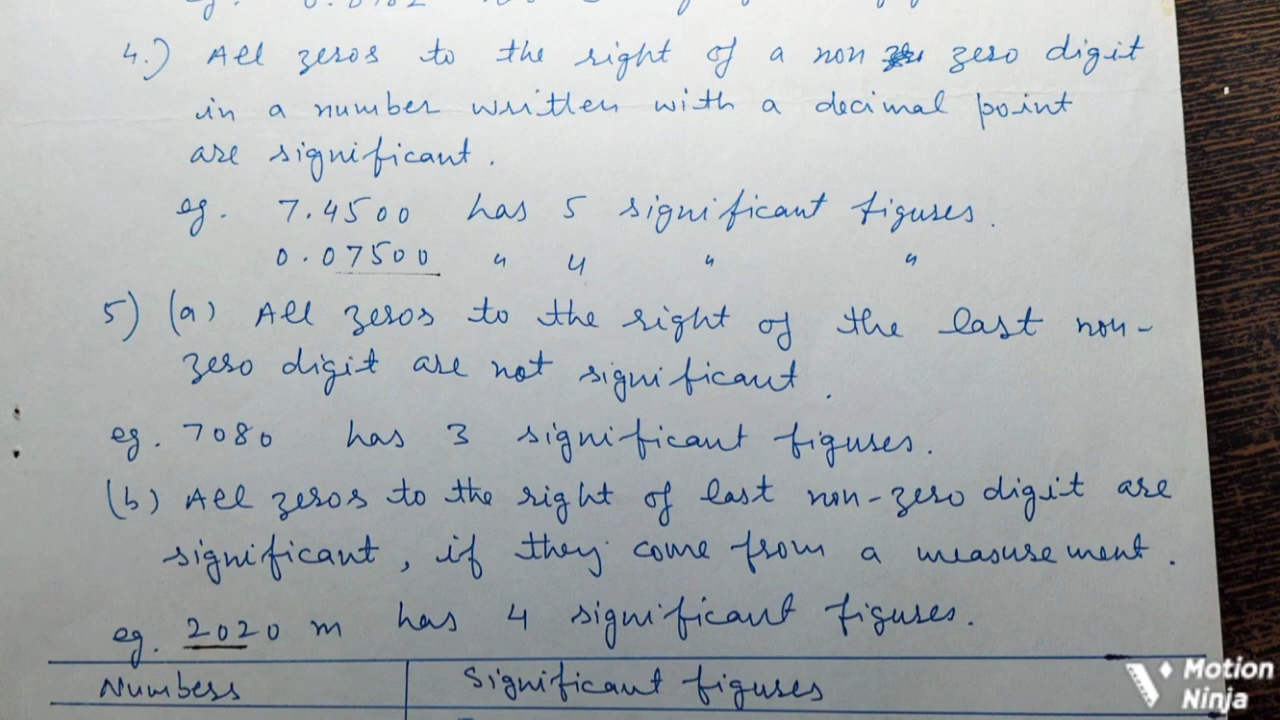 4.) All zeros to the right of a non zero digit
in a number written with a decimal point
are significant.
eg. 7.4500 has 5 significant figures.
0.07500 " 4 " "
5) (a) All zeros to the right of the last non-
zero digit are not significant.
eg. 7080 has 3 significant figures.
(b) All zeros to the right of last non-zero digit are
significant, if they come from a measurement.
eg. 2020 m has 4 significant figures.
Numbers Significant figures
Motion
Ninja